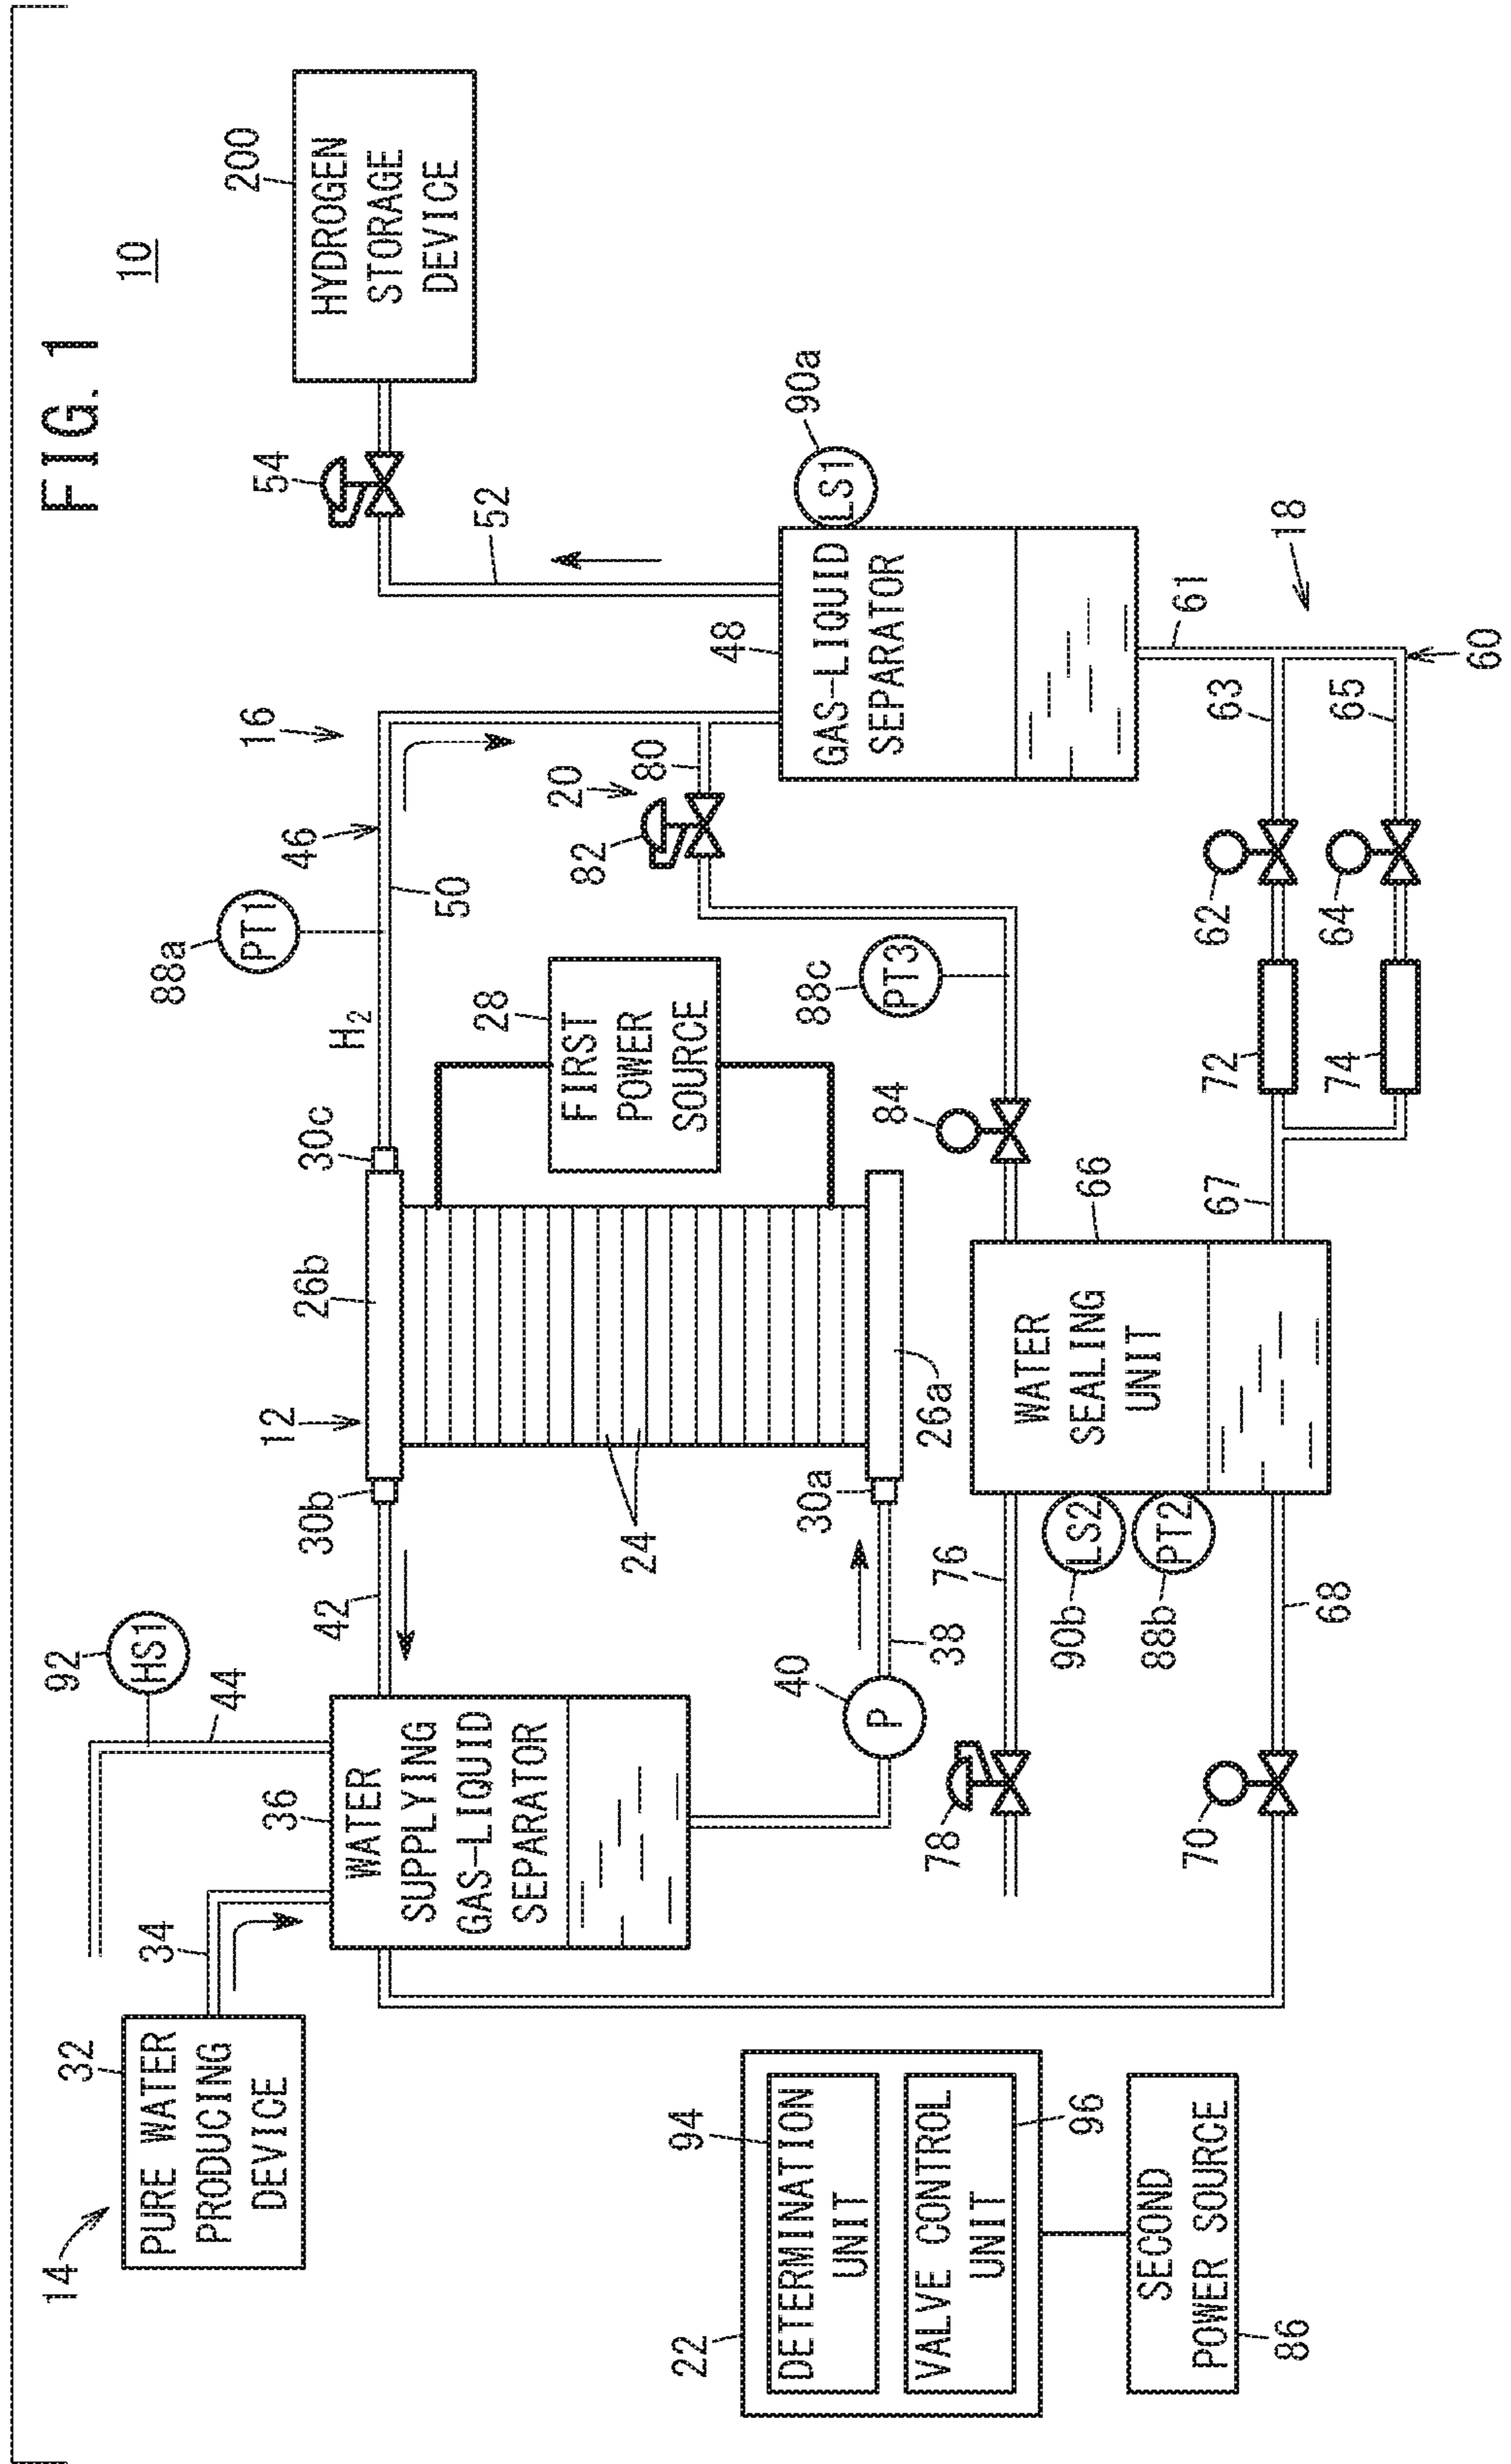 FIG. 1
10
14
32
PURE WATER
PRODUCING
DEVICE
34
92
HS1
44
36
WATER
SUPPLYING
GAS-LIQUID
SEPARATOR
42
30b
12
26b
30c
H2
88a
PT1
46
50
16
54
52
200
HYDROGEN
STORAGE
DEVICE
24
28
FIRST
POWER
SOURCE
40
P
38
30a
26a
82
20
80
48
GAS-LIQUID
SEPARATOR
LS1
90a
84
88c
PT3
76
78
66
WATER
SEALING
UNIT
LS2
90b
PT2
88b
68
70
67
72
74
62
64
63
65
61
18
60
22
DETERMINATION
UNIT
94
VALVE CONTROL
UNIT
96
SECOND
POWER SOURCE
86